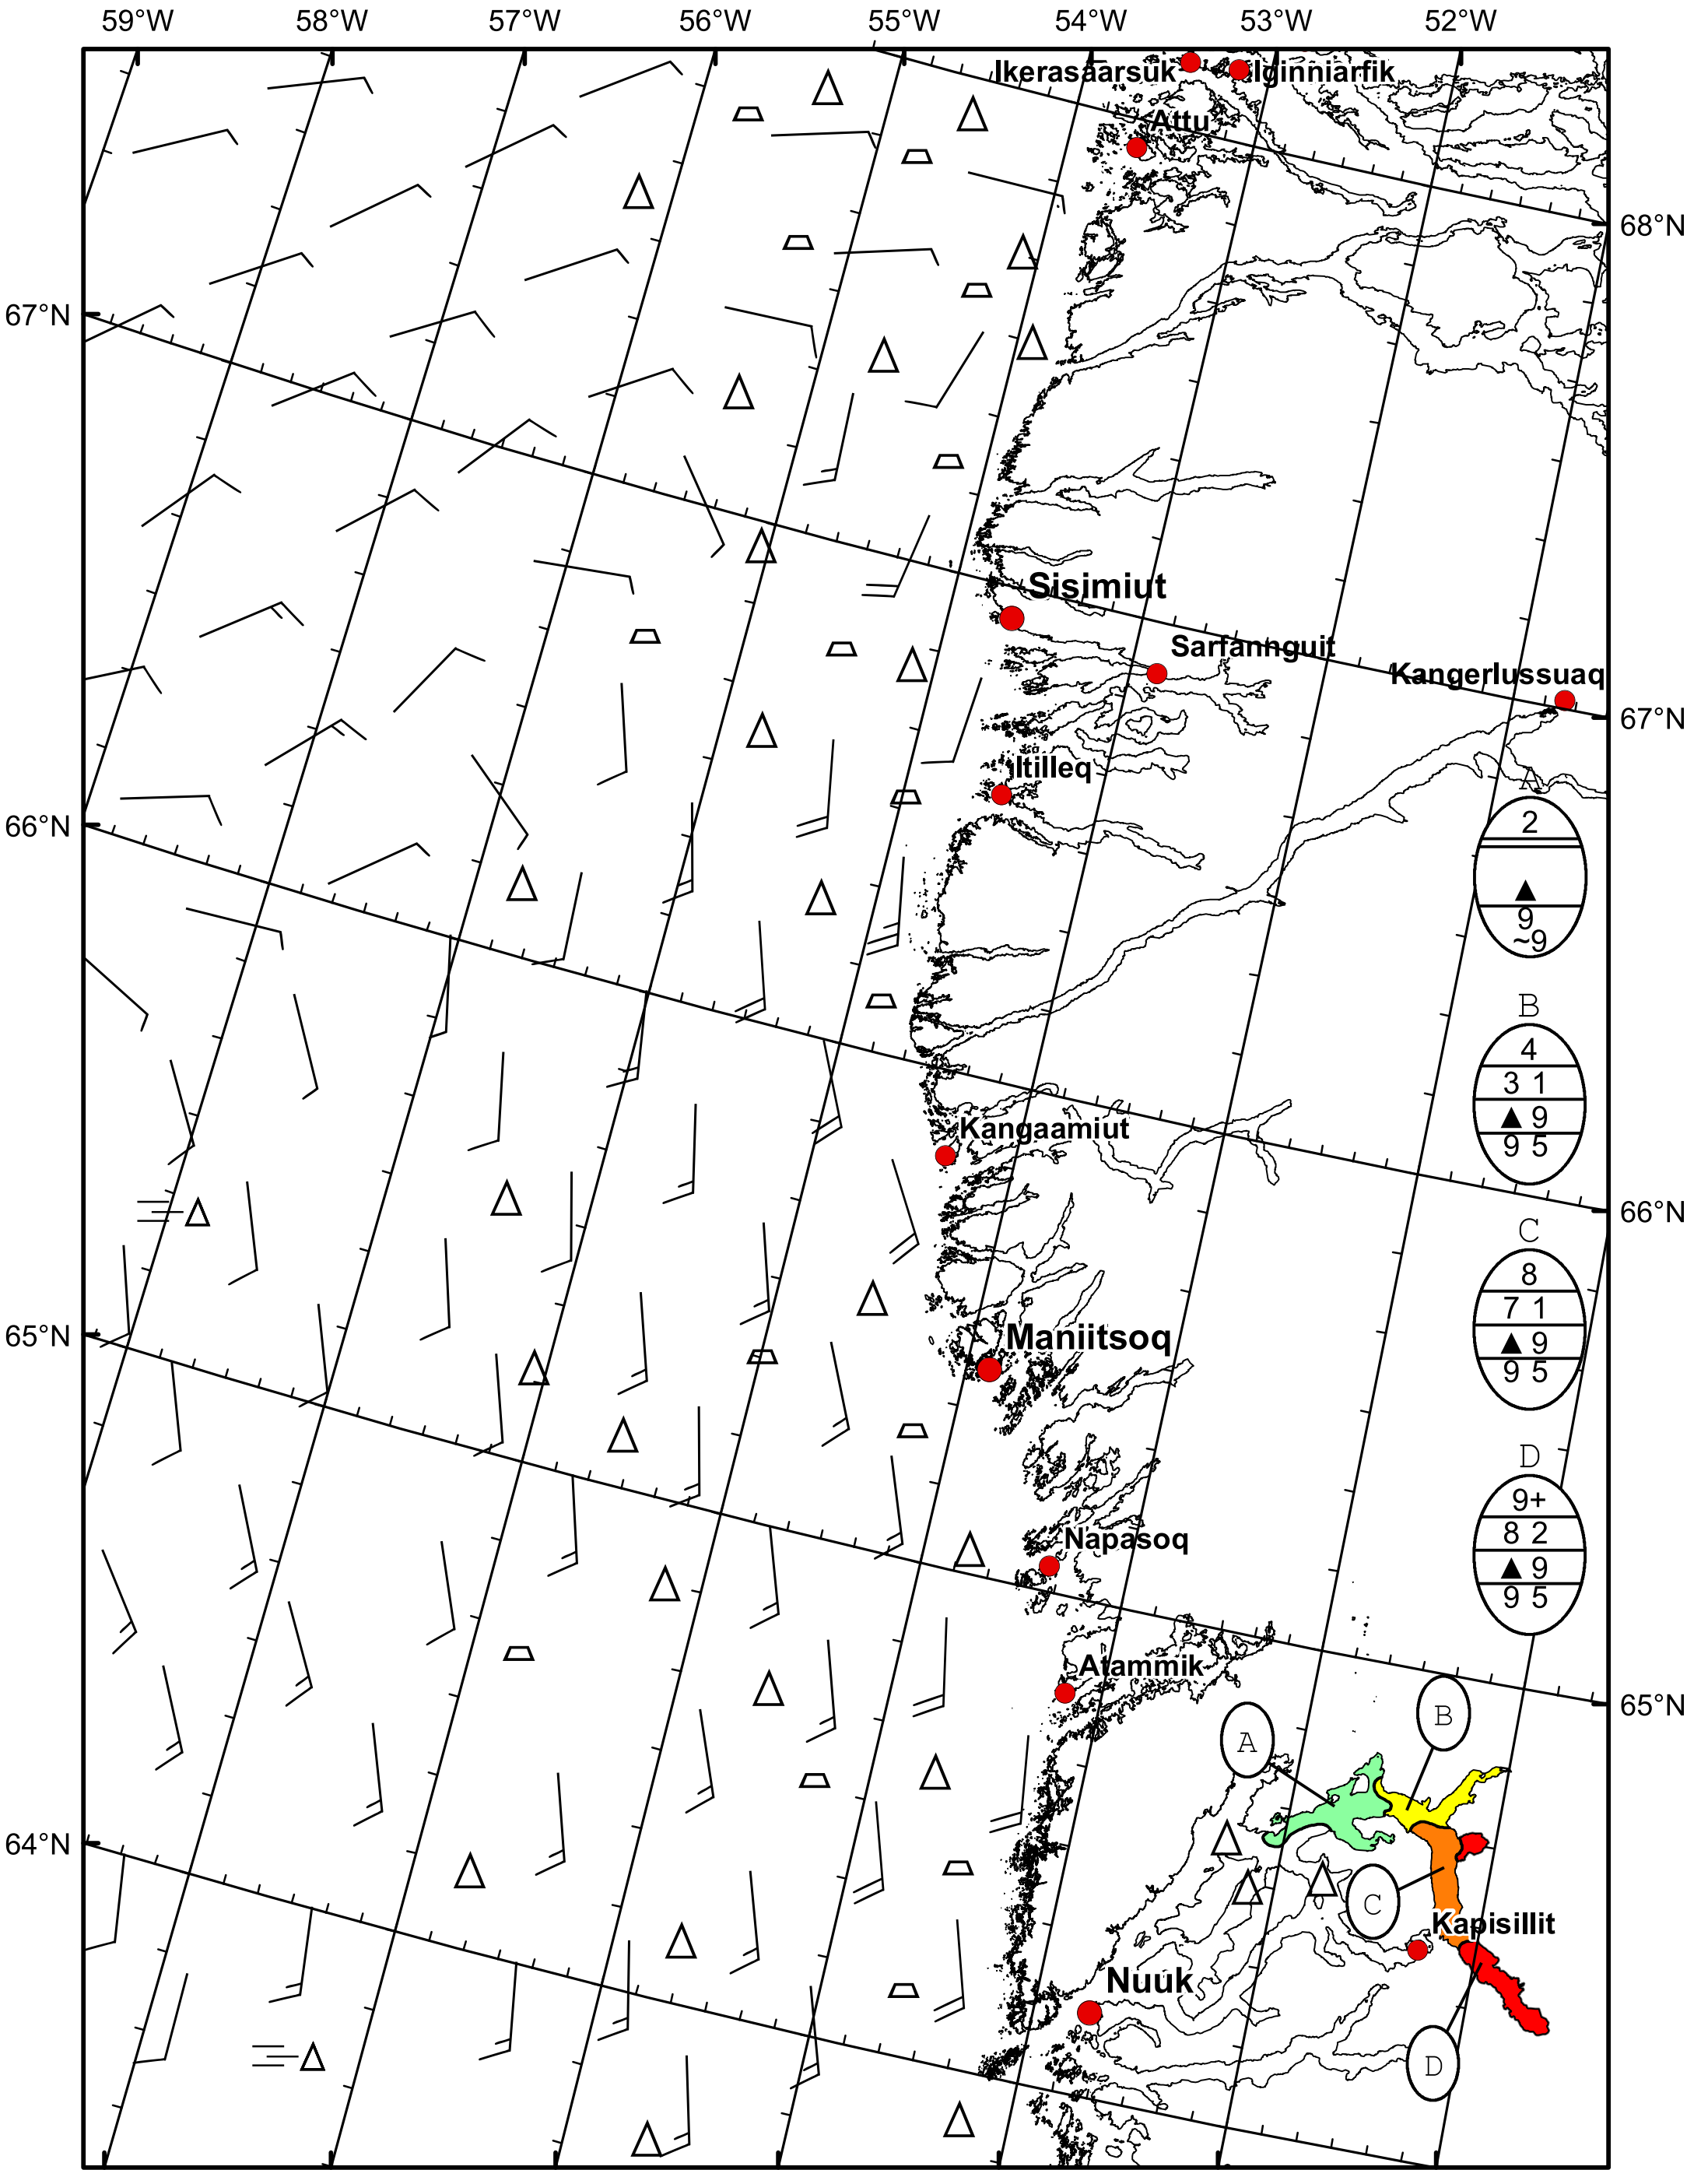 59°W 58°W 57°W 56°W 55°W 54°W 53°W 52°W
Ikerasaarsuk Iginniarfik
Attu
68°N
67°N
Sisimiut
Sarfannguit
Kangerlussuaq
67°N
Itilleq
A
2
9
~9
66°N
B
4
3 1
9
9 5
Kangaamiut
66°N
C
8
7 1
9
9 5
65°N
Maniitsoq
D
9+
8 2
9
9 5
Napasoq
Atammik
65°N
A
B
64°N
C
Kapisillit
Nuuk
D